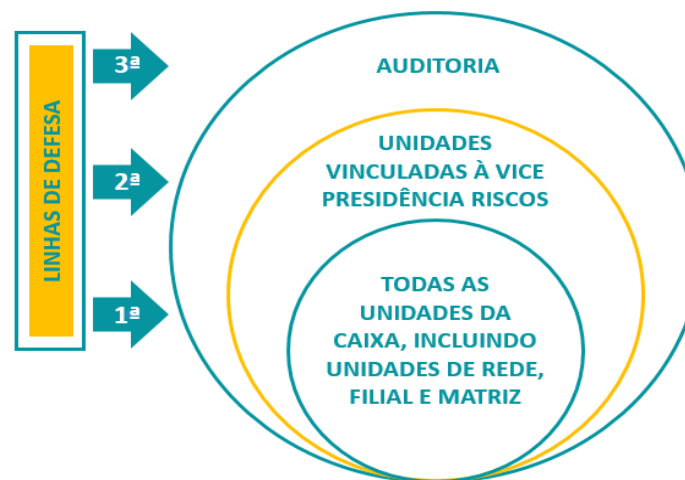 LINHAS DE DEFESA
3ª
AUDITORIA
2ª
UNIDADES
VINCULADAS À VICE
PRESIDÊNCIA RISCOS
1ª
TODAS AS
UNIDADES DA
CAIXA, INCLUINDO
UNIDADES DE REDE,
FILIAL E MATRIZ